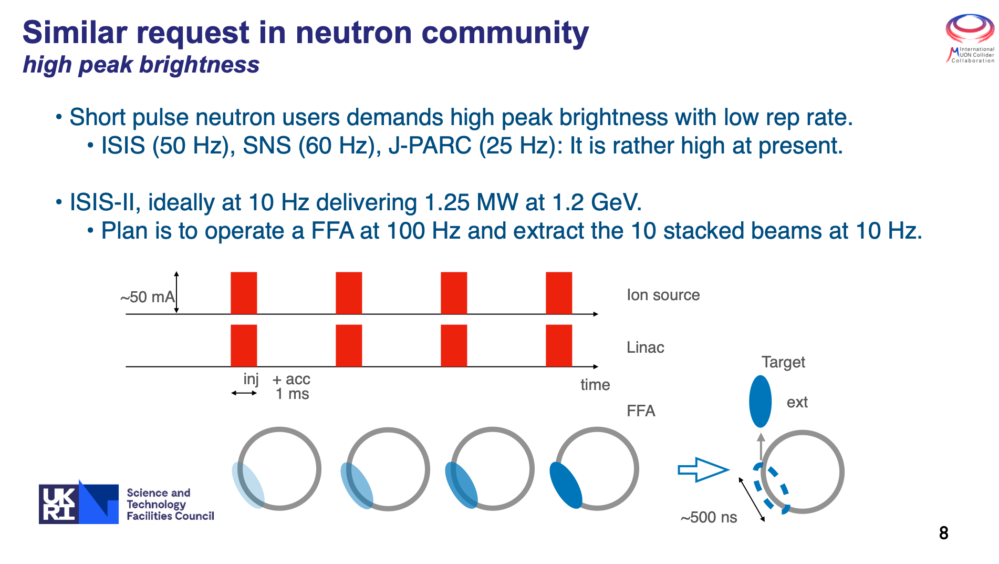 Similar request in neutron community
high peak brightness
International
MUON Collider
Collaboration
• Short pulse neutron users demands high peak brightness with low rep rate.
• ISIS (50 Hz), SNS (60 Hz), J-PARC (25 Hz): It is rather high at present.
• ISIS-II, ideally at 10 Hz delivering 1.25 MW at 1.2 GeV.
• Plan is to operate a FFA at 100 Hz and extract the 10 stacked beams at 10 Hz.
~50 mA
Ion source
Linac
inj + acc
1 ms
time
FFA
Target
ext
~500 ns
UK
RI
Science and
Technology
Facilities Council
8